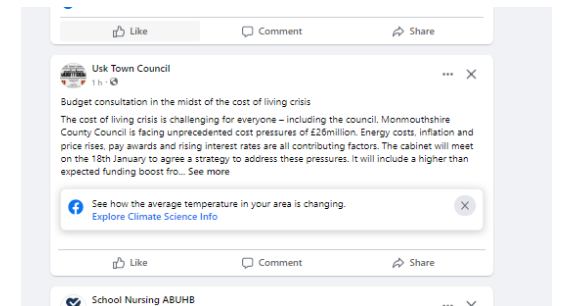 Like Comment Share
Usk Town Council
1 h ·
Budget consultation in the midst of the cost of living crisis
The cost of living crisis is challenging for everyone – including the council. Monmouthshire
County Council is facing unprecedented cost pressures of £26million. Energy costs, inflation and
price rises, pay awards and rising interest rates are all contributing factors. The cabinet will meet
on the 18th January to agree a strategy to address these pressures. It will include a higher than
expected funding boost fro... See more
See how the average temperature in your area is changing.
Explore Climate Science Info
Like Comment Share
School Nursing ABUHB